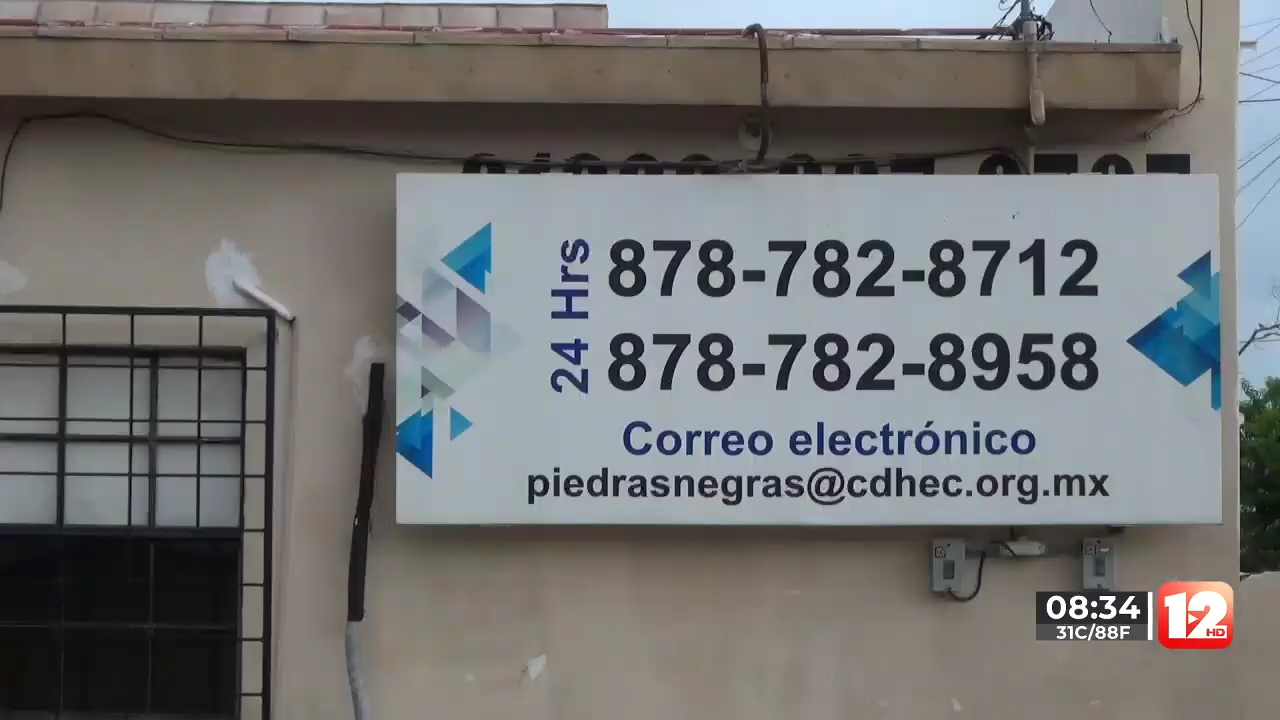 24 Hrs
878-782-8712
878-782-8958
Correo electrónico
piedrasnegras@cdhec.org.mx
08:34
31C/88F
12
HD